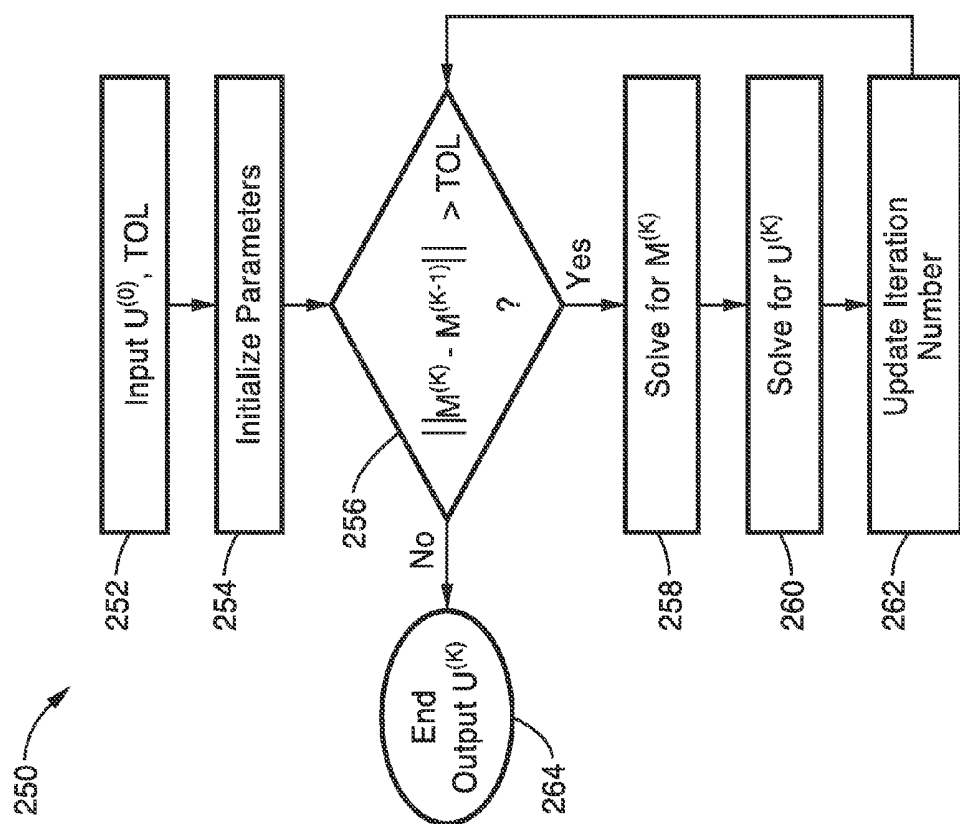 250
252
Input U⁽⁰⁾, TOL
254
Initialize Parameters
256
||M⁽ᴷ⁾ - M⁽ᴷ⁻¹⁾|| > TOL
?
No
Yes
End
Output U⁽ᴷ⁾
264
258
Solve for M⁽ᴷ⁾
260
Solve for U⁽ᴷ⁾
262
Update Iteration
Number